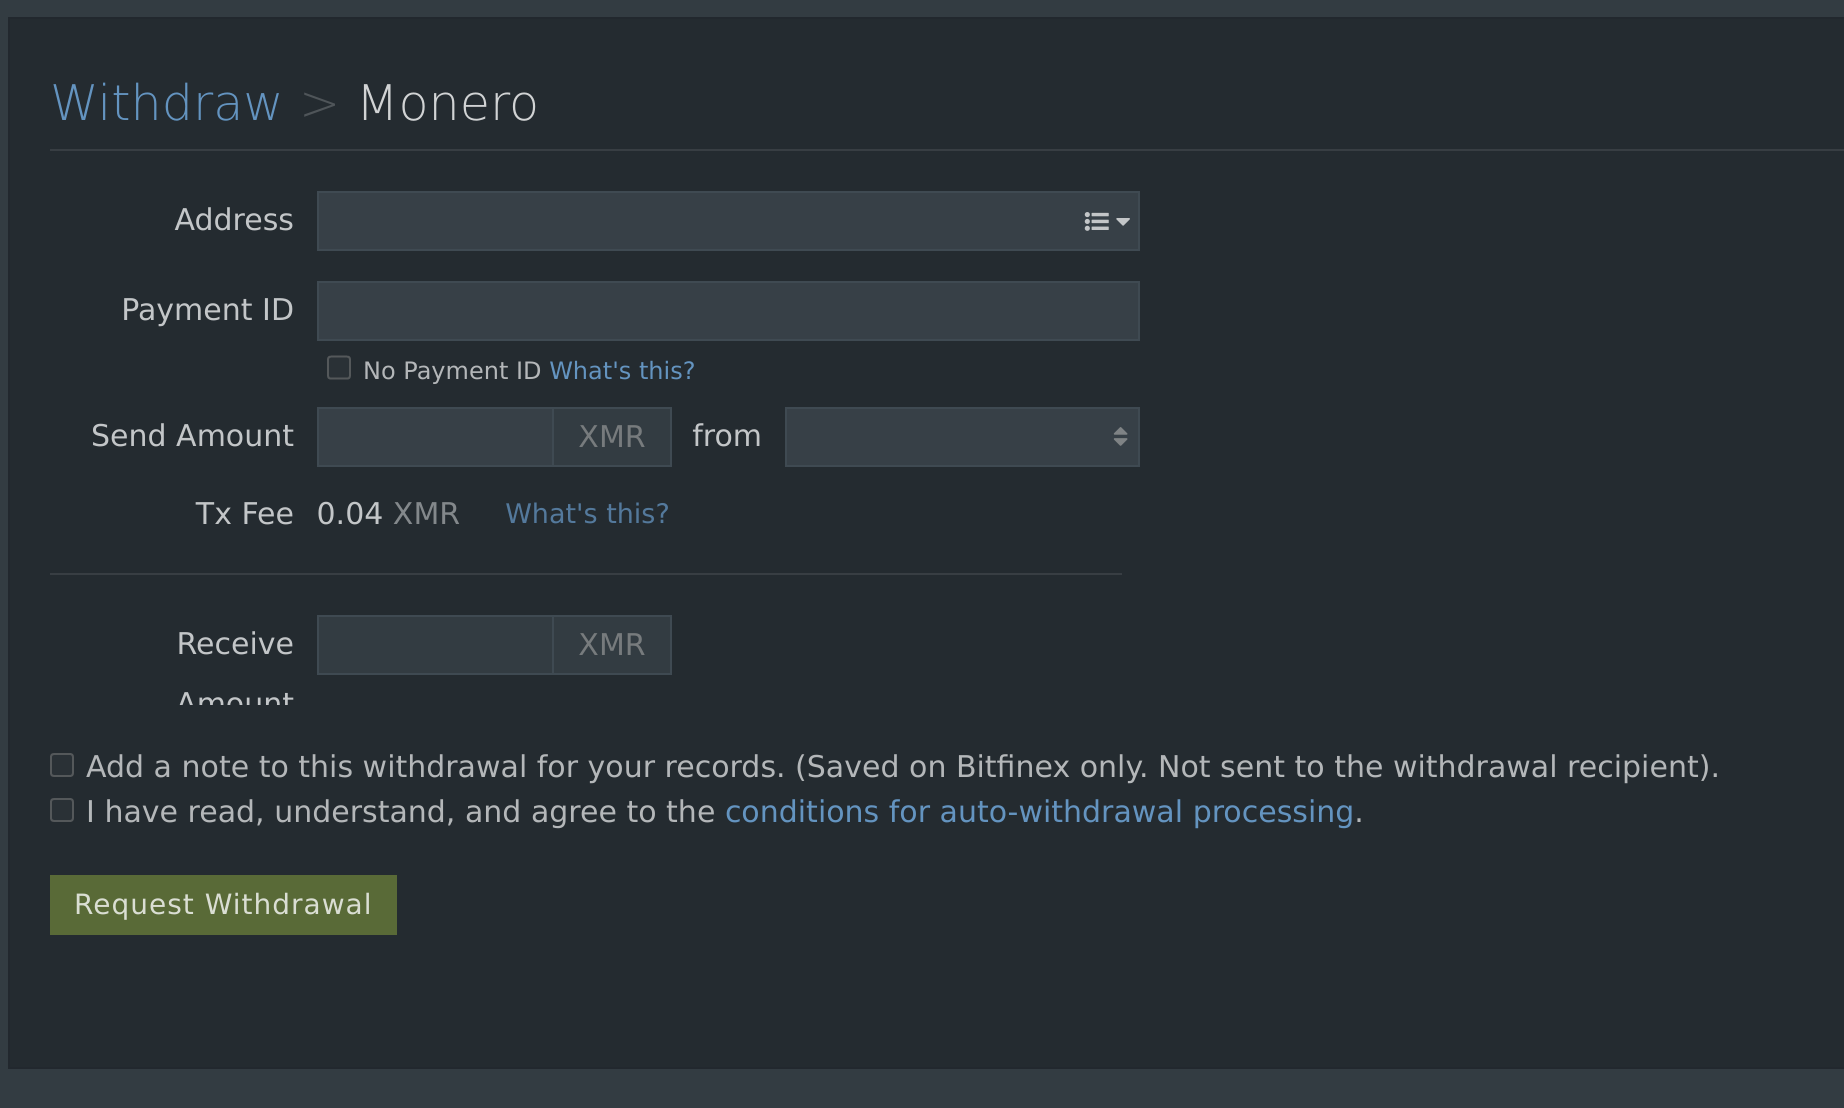 Withdraw > Monero
Address
Payment ID
No Payment ID What's this?
Send Amount XMR from
Tx Fee 0.04 XMR What's this?
Receive XMR
Amount
Add a note to this withdrawal for your records. (Saved on Bitfinex only. Not sent to the withdrawal recipient).
I have read, understand, and agree to the conditions for auto-withdrawal processing.
Request Withdrawal